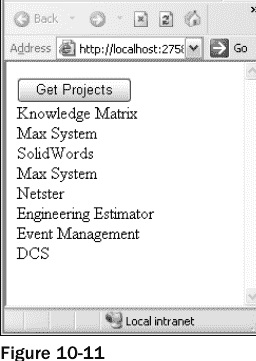 Back
Address http://localhost:2758 Go
Get Projects
Knowledge Matrix
Max System
SolidWords
Max System
Netster
Engineering Estimator
Event Management
DCS
Local intranet
Figure 10-11